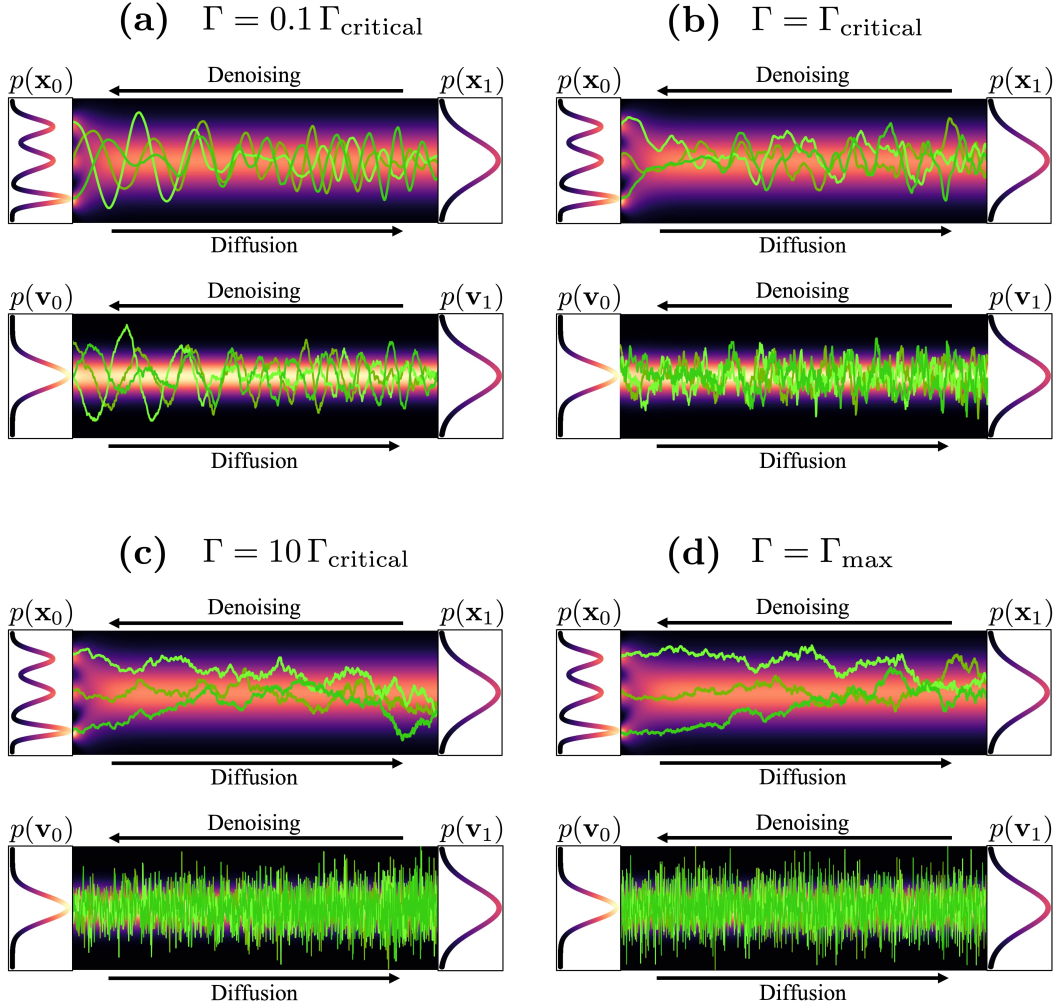 (a) Γ = 0.1 Γcritical
(b) Γ = Γcritical
p(x₀) Denoising p(x₁)
Diffusion
p(x₀) Denoising p(x₁)
Diffusion
p(v₀) Denoising p(v₁)
Diffusion
p(v₀) Denoising p(v₁)
Diffusion
(c) Γ = 10 Γcritical
(d) Γ = Γmax
p(x₀) Denoising p(x₁)
Diffusion
p(x₀) Denoising p(x₁)
Diffusion
p(v₀) Denoising p(v₁)
Diffusion
p(v₀) Denoising p(v₁)
Diffusion